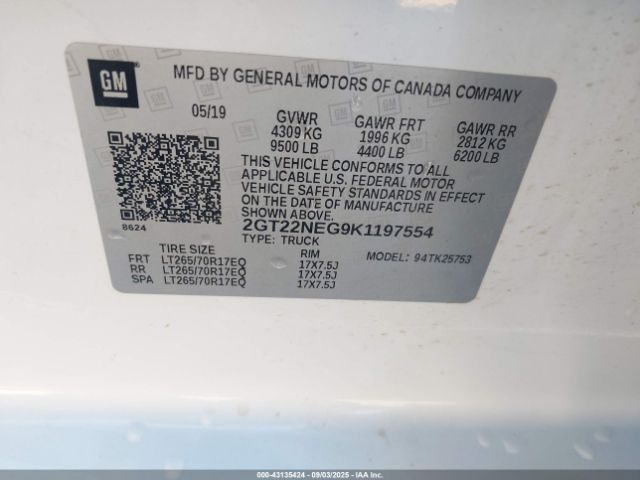 GM
MFD BY GENERAL MOTORS OF CANADA COMPANY
05/19
GVWR GAWR FRT GAWR RR
4309 KG 1996 KG 2812 KG
9500 LB 4400 LB 6200 LB
THIS VEHICLE CONFORMS TO ALL
APPLICABLE U.S. FEDERAL MOTOR
VEHICLE SAFETY STANDARDS IN EFFECT
ON THE DATE OF MANUFACTURE
SHOWN ABOVE.
8624
2GT22NEG9K1197554
TYPE: TRUCK
MODEL: 94TK25753
TIRE SIZE RIM
FRT LT265/70R17EQ 17X7.5J
RR LT265/70R17EQ 17X7.5J
SPA LT265/70R17EQ 17X7.5J
000-43135424 - 09/03/2025 - IAA Inc.